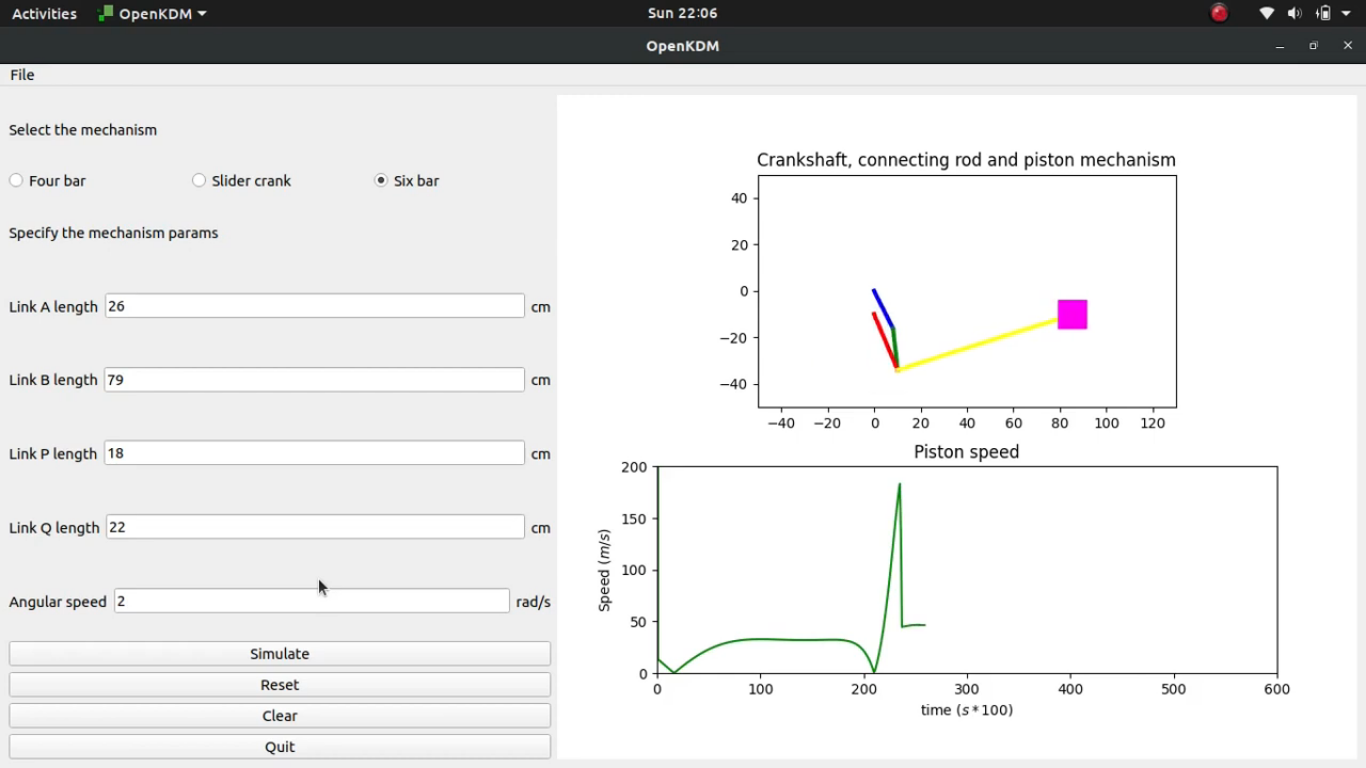 Activities OpenKDM Sun 22:06
OpenKDM
File
Select the mechanism
Four bar Slider crank Six bar
Specify the mechanism params
Link A length 26 cm
Link B length 79 cm
Link P length 18 cm
Link Q length 22 cm
Angular speed 2 rad/s
Simulate
Reset
Clear
Quit
Crankshaft, connecting rod and piston mechanism
40
20
0
−20
−40
−40 −20 0 20 40 60 80 100 120
Piston speed
200
150
100
50
0
Speed (m/s)
0 100 200 300 400 500 600
time (s*100)